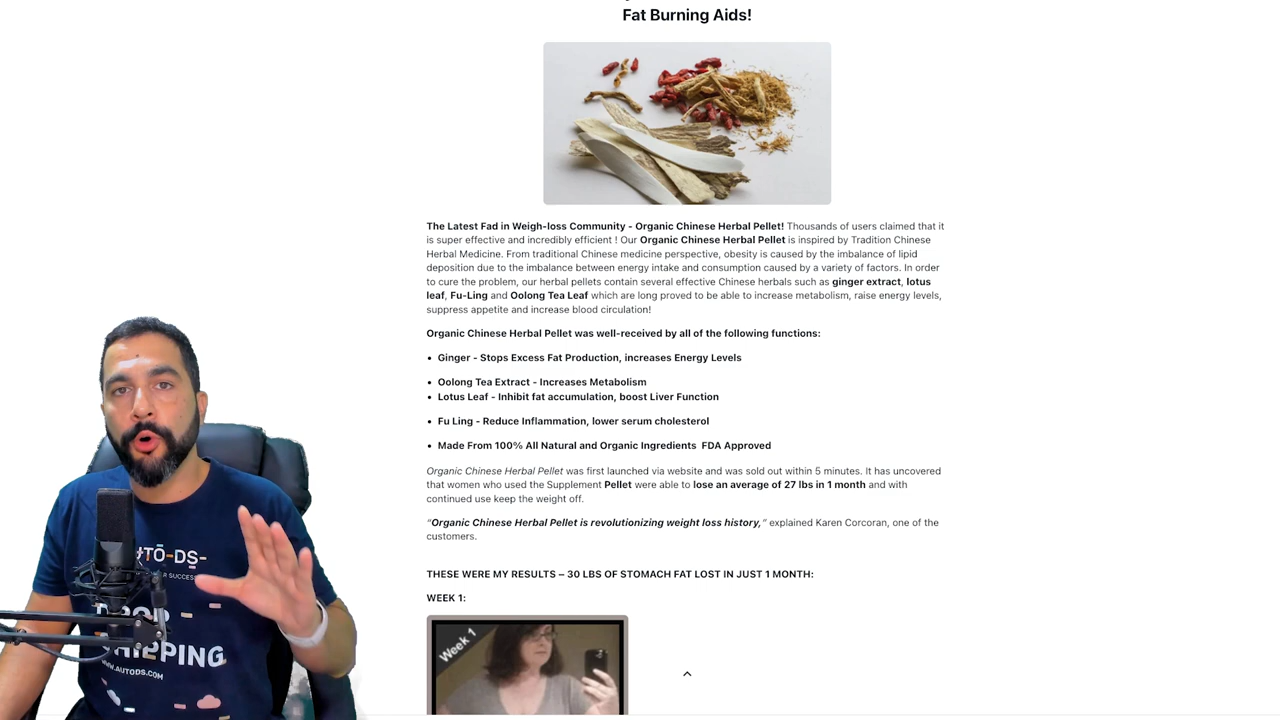 Fat Burning Aids!
The Latest Fad in Weigh-loss Community - Organic Chinese Herbal Pellet! Thousands of users claimed that it
is super effective and incredibly efficient ! Our Organic Chinese Herbal Pellet is inspired by Tradition Chinese
Herbal Medicine. From traditional Chinese medicine perspective, obesity is caused by the imbalance of lipid
deposition due to the imbalance between energy intake and consumption caused by a variety of factors. In order
to cure the problem, our herbal pellets contain several effective Chinese herbals such as ginger extract, lotus
leaf, Fu-Ling and Oolong Tea Leaf which are long proved to be able to increase metabolism, raise energy levels,
suppress appetite and increase blood circulation!
Organic Chinese Herbal Pellet was well-received by all of the following functions:
• Ginger - Stops Excess Fat Production, increases Energy Levels
• Oolong Tea Extract - Increases Metabolism
• Lotus Leaf - Inhibit fat accumulation, boost Liver Function
• Fu Ling - Reduce Inflammation, lower serum cholesterol
• Made From 100% All Natural and Organic Ingredients FDA Approved
Organic Chinese Herbal Pellet was first launched via website and was sold out within 5 minutes. It has uncovered
that women who used the Supplement Pellet were able to lose an average of 27 lbs in 1 month and with
continued use keep the weight off.
“Organic Chinese Herbal Pellet is revolutionizing weight loss history,” explained Karen Corcoran, one of the
customers.
THESE WERE MY RESULTS – 30 LBS OF STOMACH FAT LOST IN JUST 1 MONTH:
WEEK 1:
Week 1
TŌ-DS-
SUCCESS
DROP
SHIPPING
WWW.AUTODS.COM